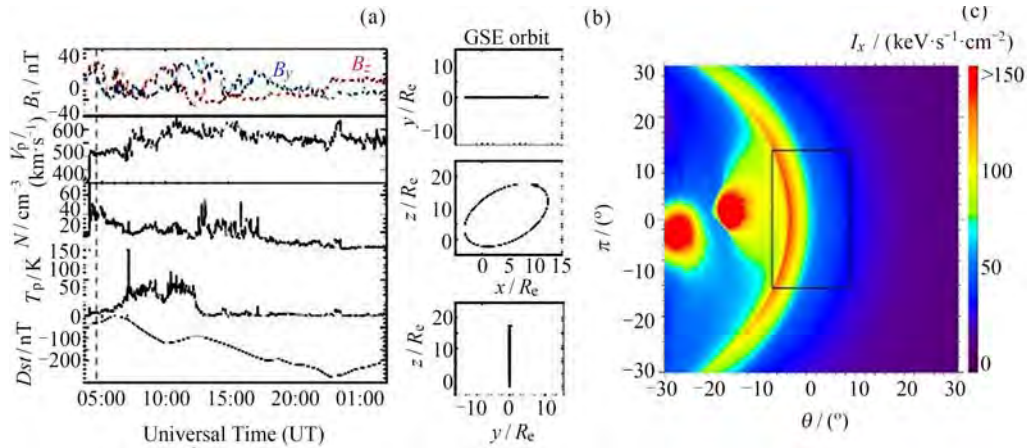 (a)
40
20
0
−20
−40
B_t / nT
B_y
B_z
600
500
400
V_p /
(km·s⁻¹)
60
40
20
N / cm⁻³
150
100
50
0
T_p / K
−100
−200
Dst / nT
05:00 10:00 15:00 20:00 01:00
Universal Time (UT)
(b)
GSE orbit
10
0
−
y / R_e
20
10
0
z / R_e
0 5 10 15
x / R_e
20
10
0
z / R_e
−10 0 10
y / R_e
(c)
I_x / (keV·s⁻¹·cm⁻²)
30
20
10
0
−10
−20
−30
π / (°)
−30 −20 −10 0 10 20 30
θ / (°)
>150
100
50
0